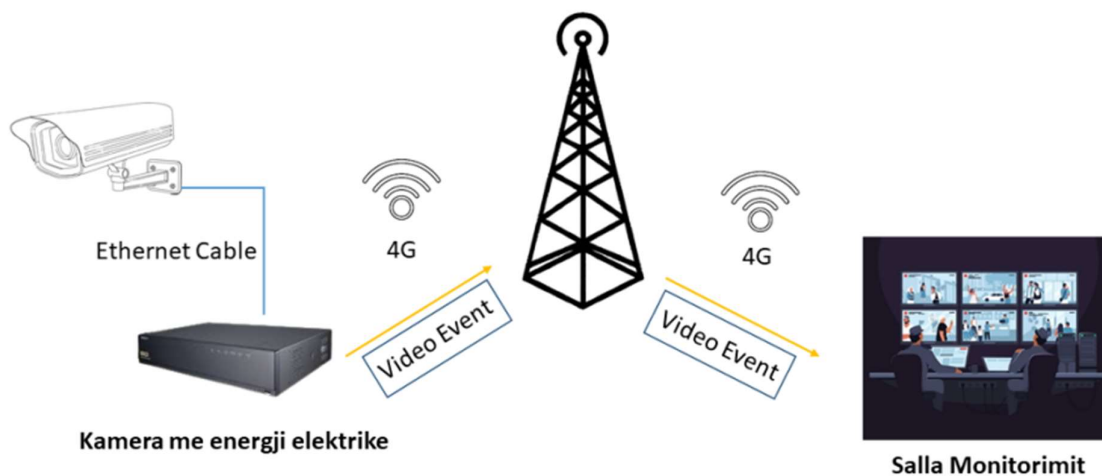 Ethernet Cable
4G
4G
Video Event
Video Event
Kamera me energji elektrike
Salla Monitorimit